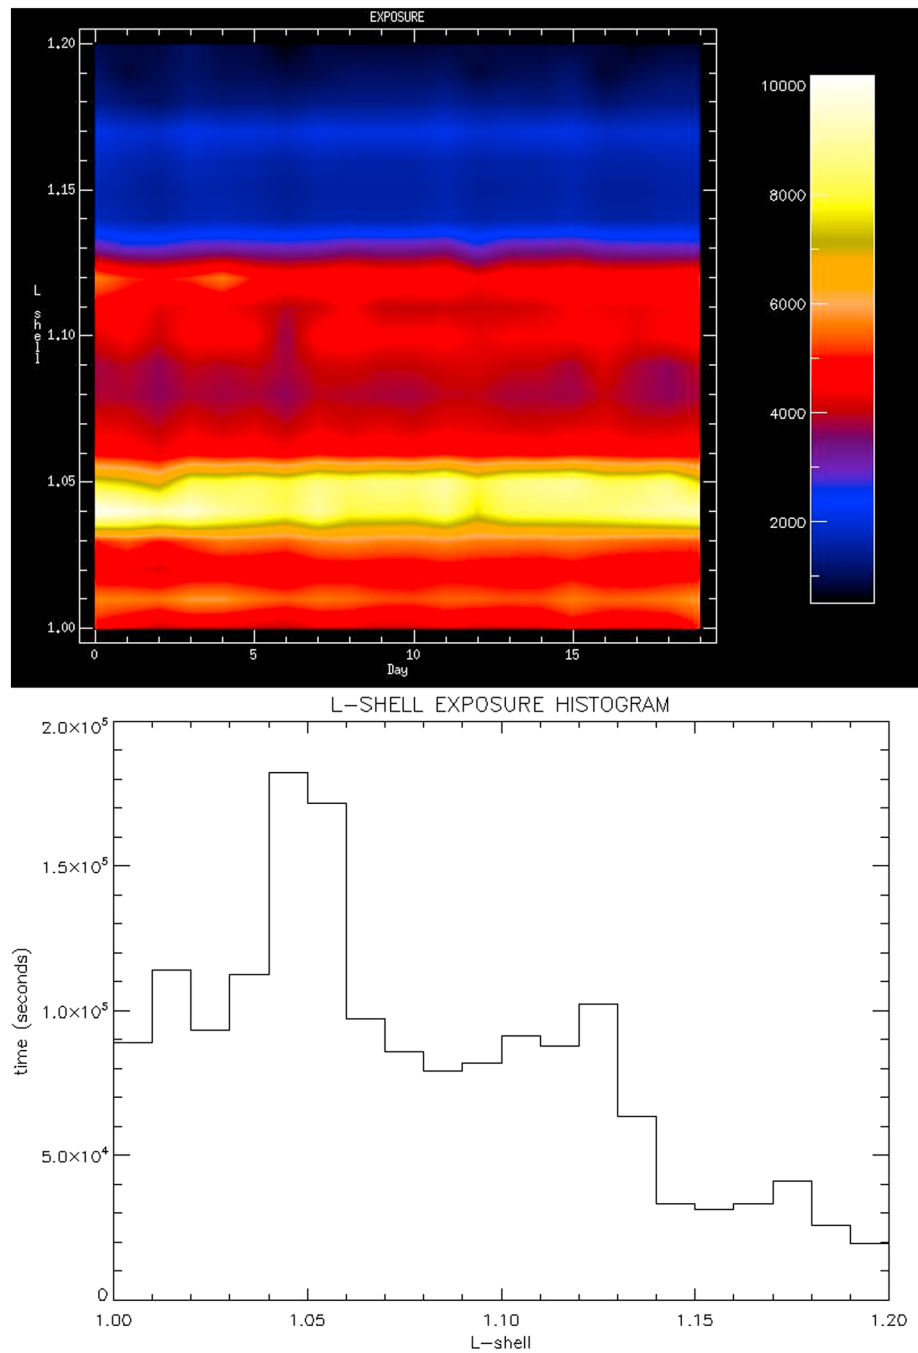 EXPOSURE
1.20
1.15
1.10
1.05
1.00
L shell
0 5 10 15
Day
10000
8000
6000
4000
2000
L-SHELL EXPOSURE HISTOGRAM
2.0×10⁵
1.5×10⁵
1.0×10⁵
5.0×10⁴
0
time (seconds)
1.00 1.05 1.10 1.15 1.20
L-shell